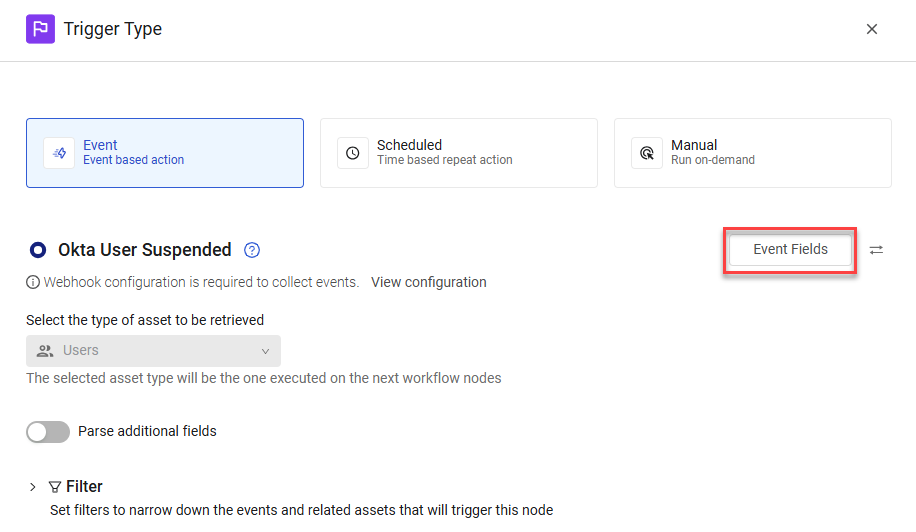 Trigger Type
Event
Event based action
Scheduled
Time based repeat action
Manual
Run on-demand
Okta User Suspended
Event Fields
Webhook configuration is required to collect events. View configuration
Select the type of asset to be retrieved
Users
The selected asset type will be the one executed on the next workflow nodes
Parse additional fields
Filter
Set filters to narrow down the events and related assets that will trigger this node